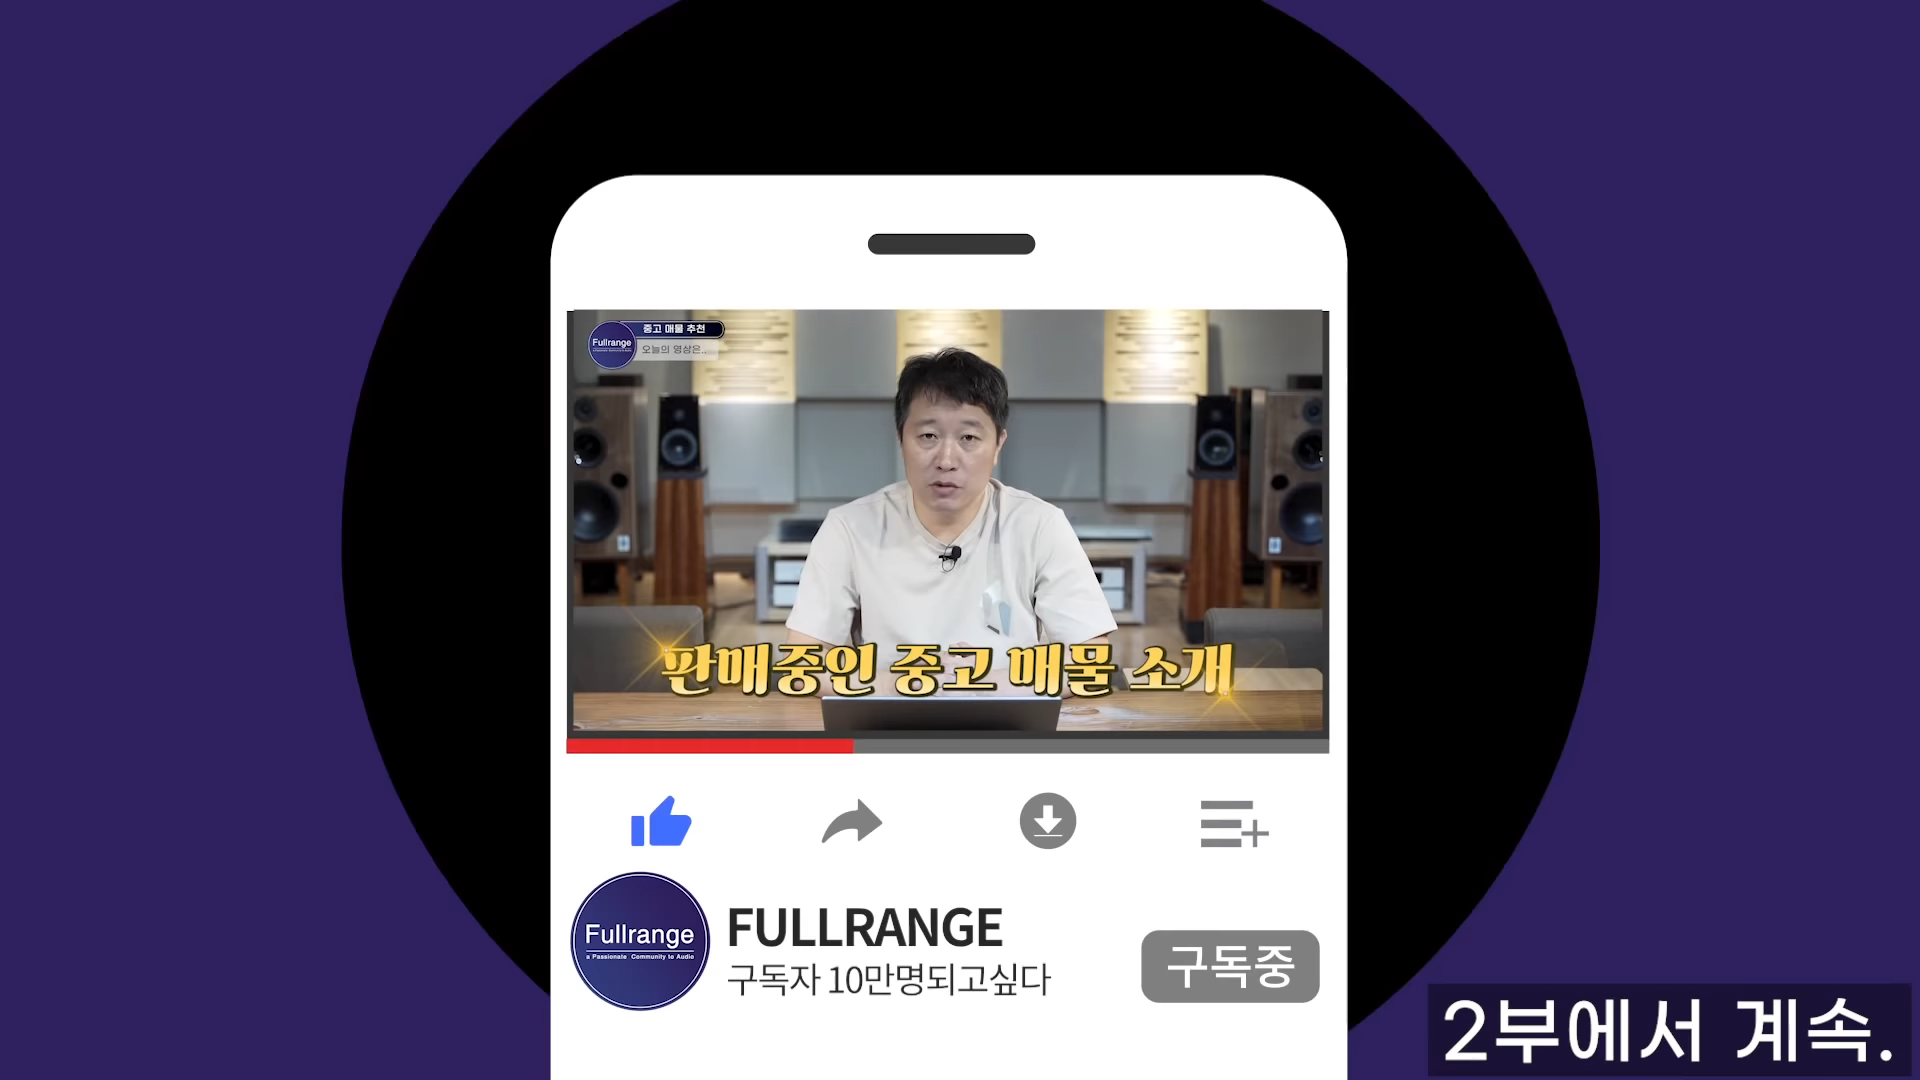 Fullrange
중고 매물 추천
오늘의 영상은..
판매중인 중고 매물 소개
Fullrange
a Passionate Community to Audio
FULLRANGE
구독자 10만명되고싶다
구독중
2부에서 계속.